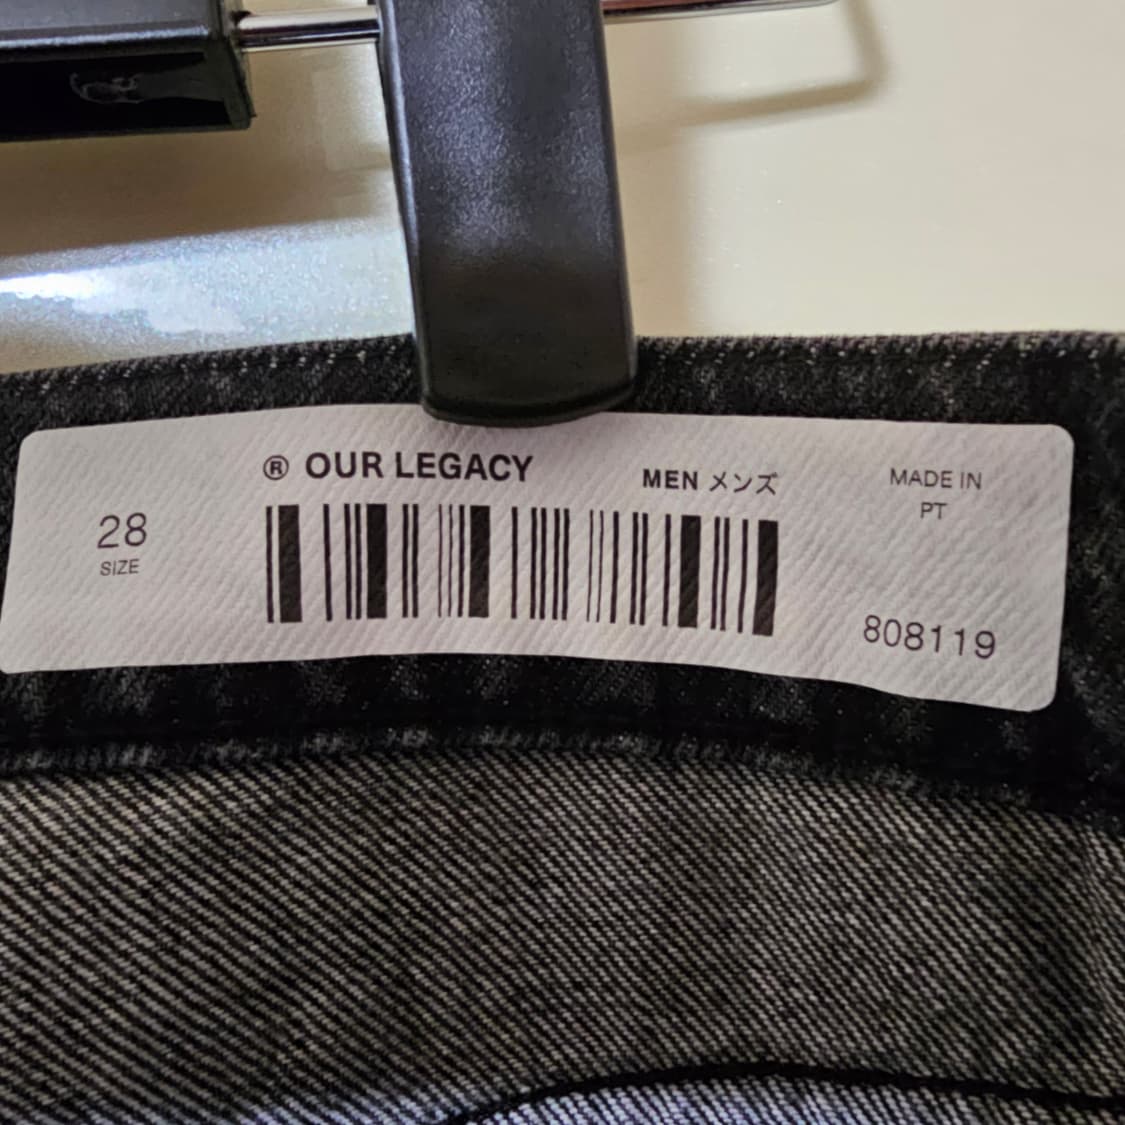 ® OUR LEGACY
MEN メンズ
MADE IN
PT
28
SIZE
808119